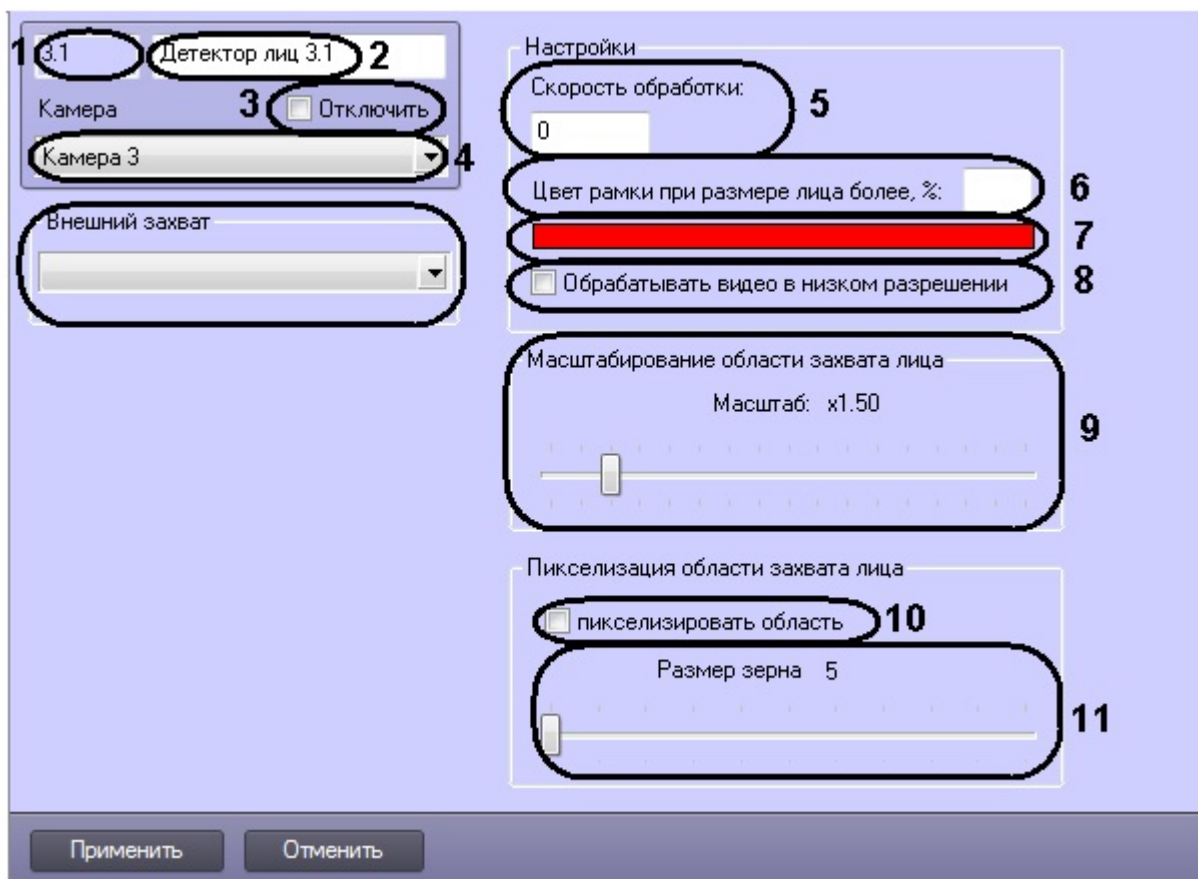 1 3.1 Детектор лиц 3.1 2
Камера 3 Отключить
Камера 3 4
Внешний захват
Настройки
Скорость обработки:
0 5
Цвет рамки при размере лица более, %: 6
7
Обрабатывать видео в низком разрешении 8
Масштабирование области захвата лица
Масштаб: x1.50
9
Пикселизация области захвата лица
пикселизировать область 10
Размер зерна 5
11
Применить Отменить